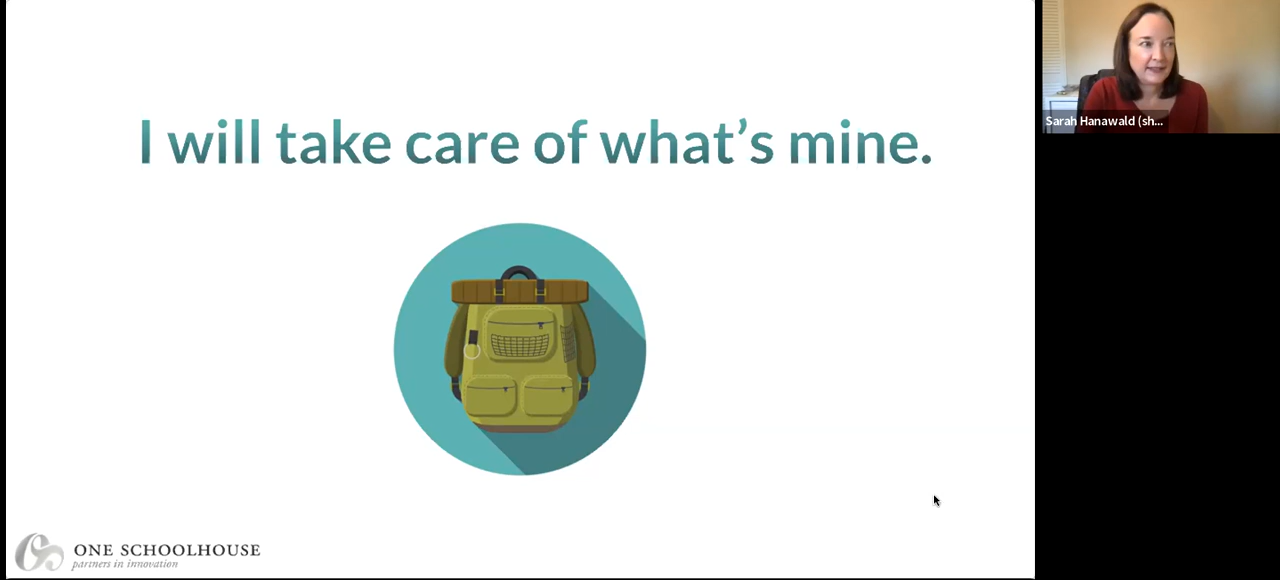 I will take care of what’s mine.
Sarah Hanawald (sh...
ONE SCHOOLHOUSE
partners in innovation